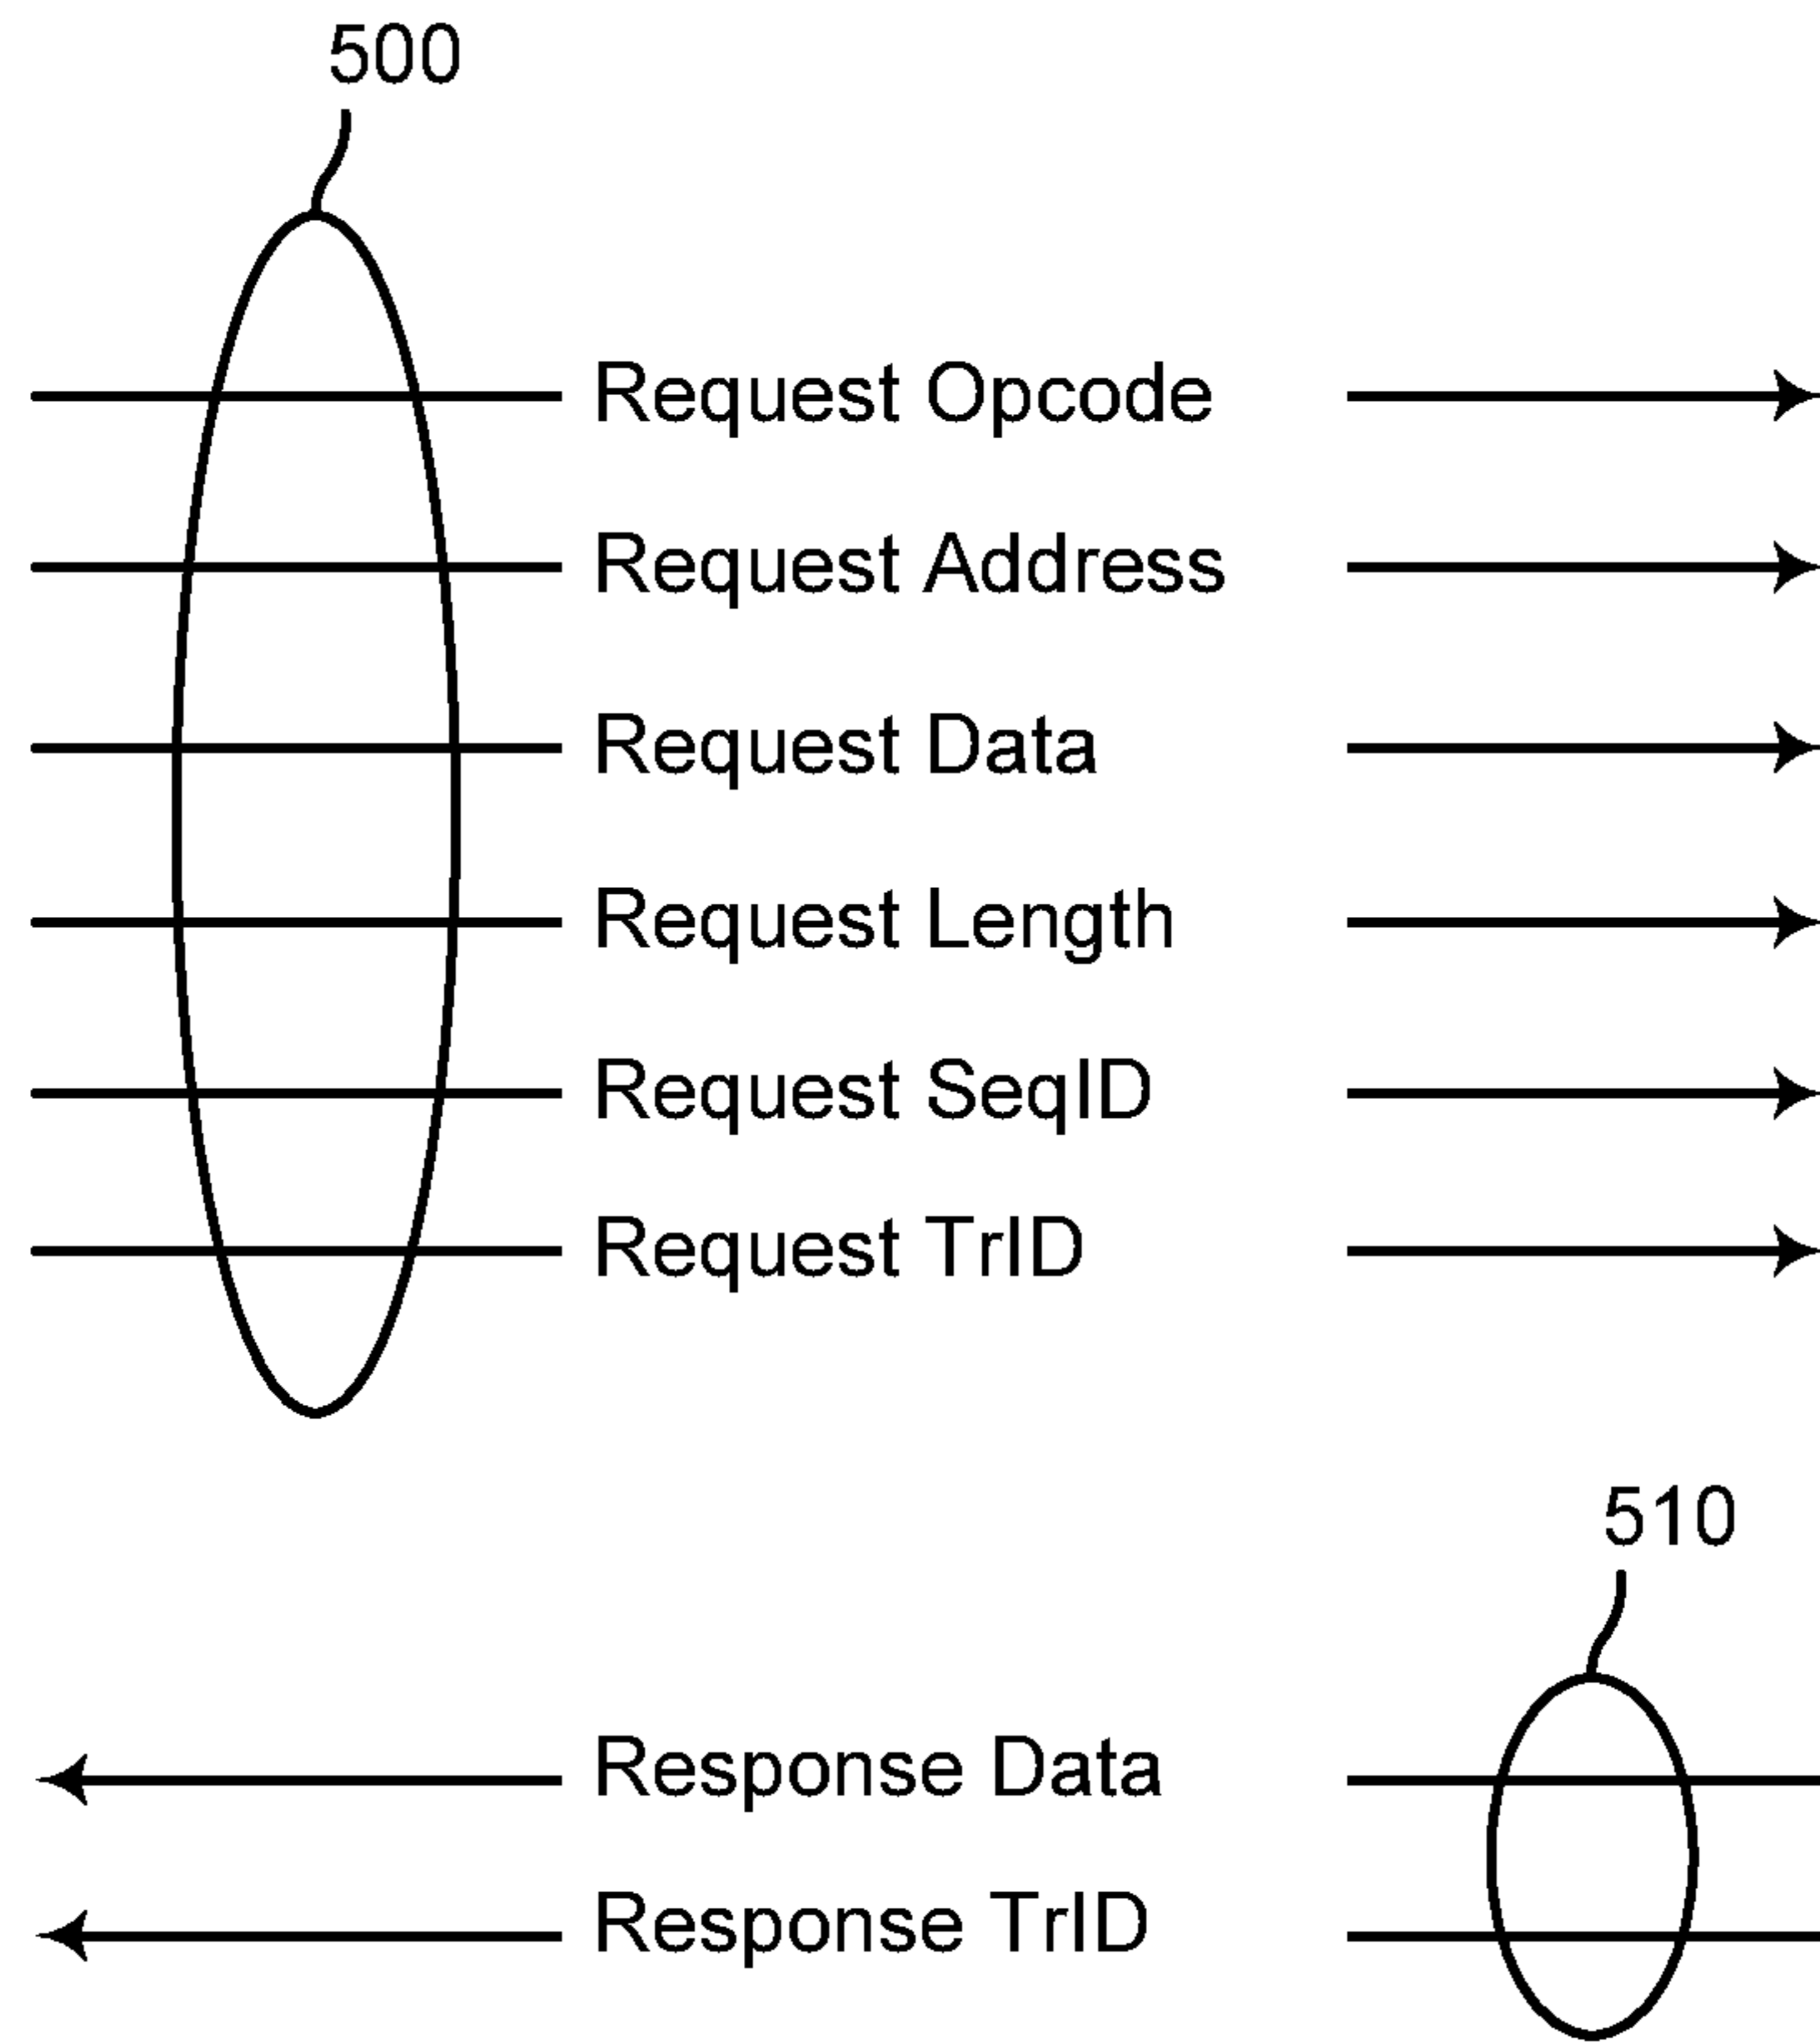 500
Request Opcode
Request Address
Request Data
Request Length
Request SeqID
Request TrID
510
Response Data
Response TrID